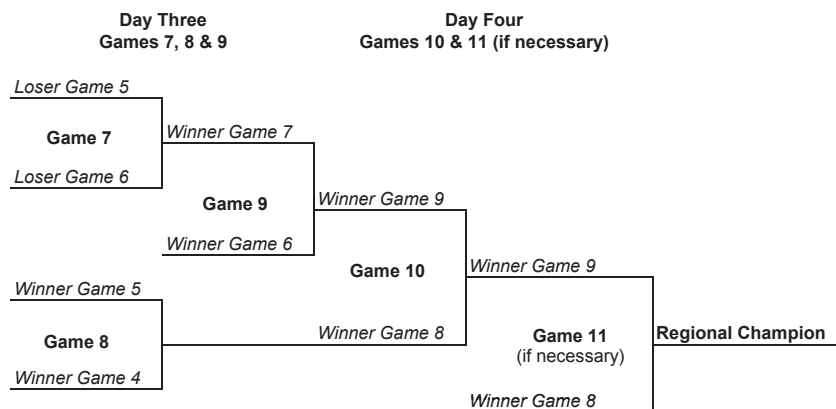 Day Three
Games 7, 8 & 9
Day Four
Games 10 & 11 (if necessary)
Loser Game 5
Game 7
Winner Game 7
Loser Game 6
Game 9
Winner Game 9
Winner Game 6
Game 10
Winner Game 9
Winner Game 5
Game 8
Winner Game 8
Game 11
(if necessary)
Regional Champion
Winner Game 4
Winner Game 8